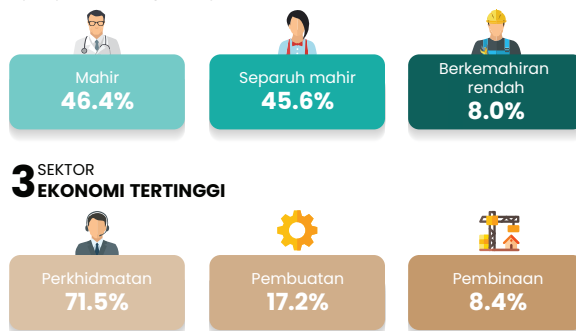 Mahir
46.4%
Separuh mahir
45.6%
Berkemahiran
rendah
8.0%
3 SEKTOR
EKONOMI TERTINGGI
Perkhidmatan
71.5%
Pembuatan
17.2%
Pembinaan
8.4%